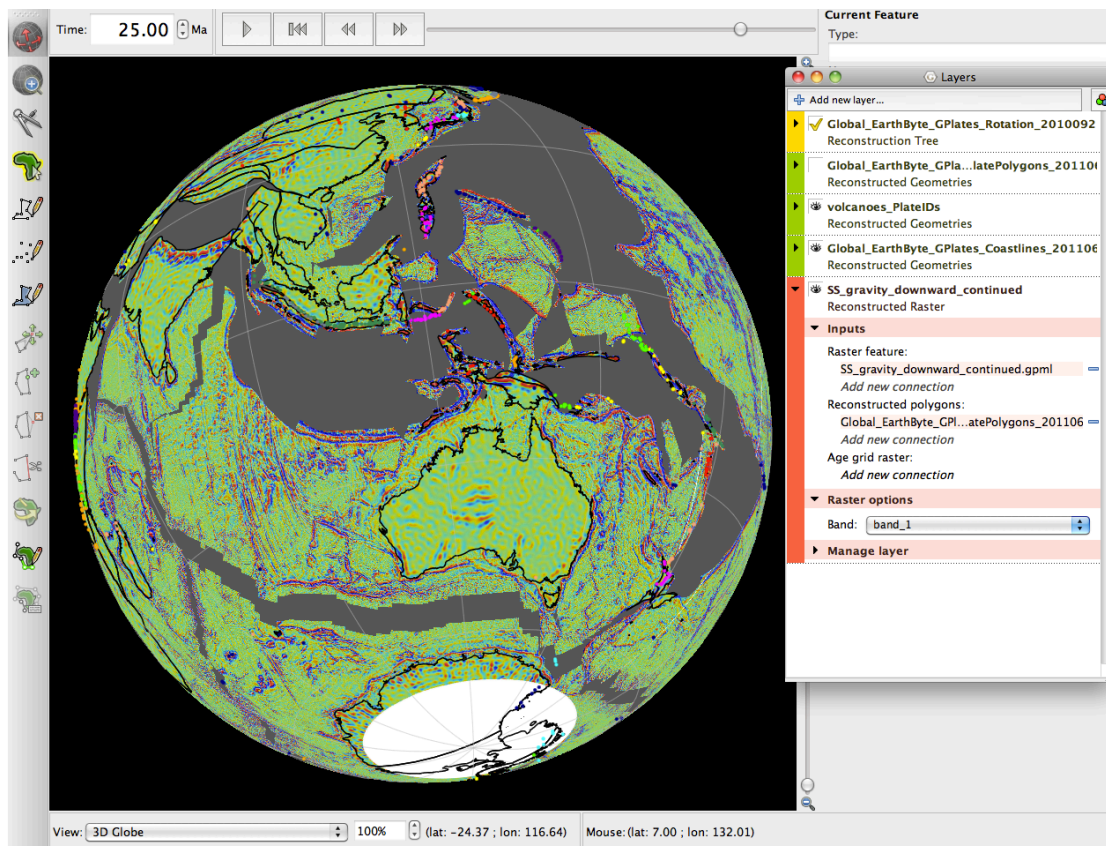 Time: 25.00 Ma
Current Feature
Type:
Layers
Add new layer...
Global_EarthByte_GPlates_Rotation_2010092
Reconstruction Tree
Global_EarthByte_GPla...latePolygons_20110
Reconstructed Geometries
volcanoes_PlateIDs
Reconstructed Geometries
Global_EarthByte_GPlates_Coastlines_201106
Reconstructed Geometries
SS_gravity_downward_continued
Reconstructed Raster
Inputs
Raster feature:
SS_gravity_downward_continued.gpml
Add new connection
Reconstructed polygons:
Global_EarthByte_GPl...atePolygons_201106
Add new connection
Age grid raster:
Add new connection
Raster options
Band: band_1
Manage layer
View: 3D Globe 100% (lat: -24.37 ; lon: 116.64) Mouse: (lat: 7.00 ; lon: 132.01)